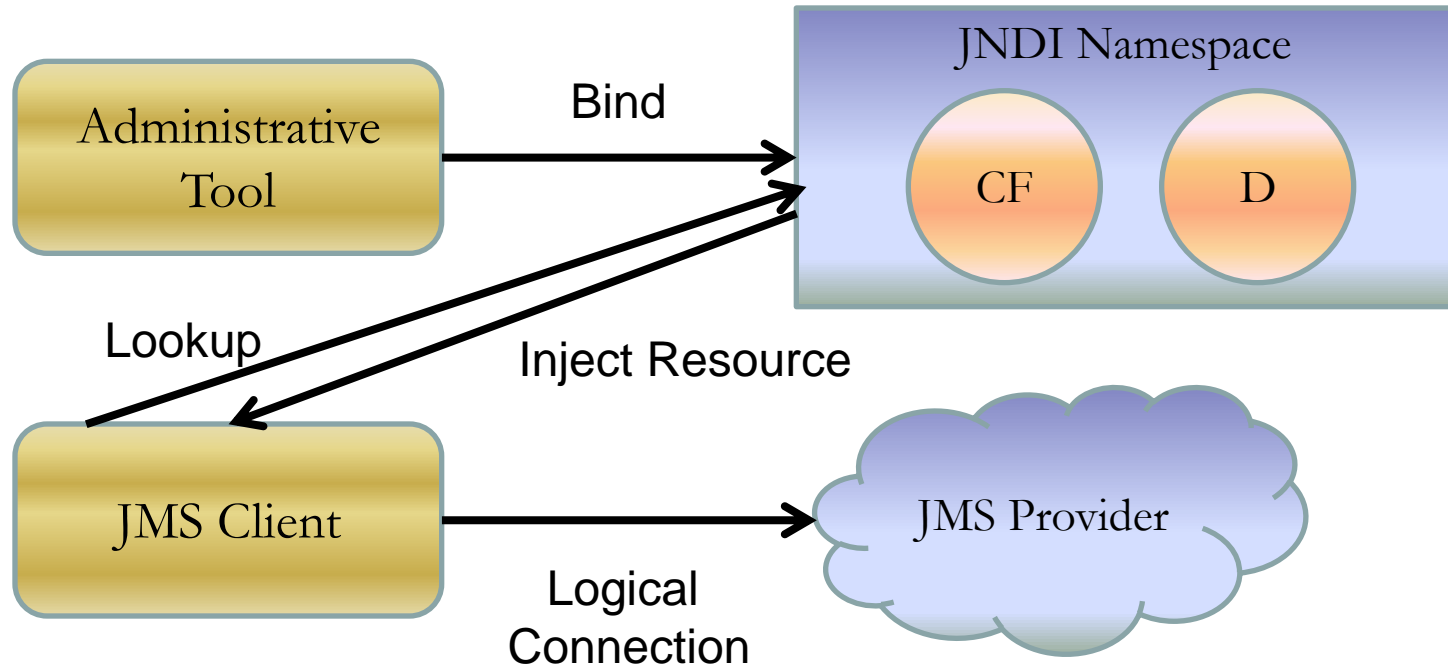 JNDI Namespace
Administrative
Tool
Bind
CF
D
Lookup
Inject Resource
JMS Client
JMS Provider
Logical
Connection